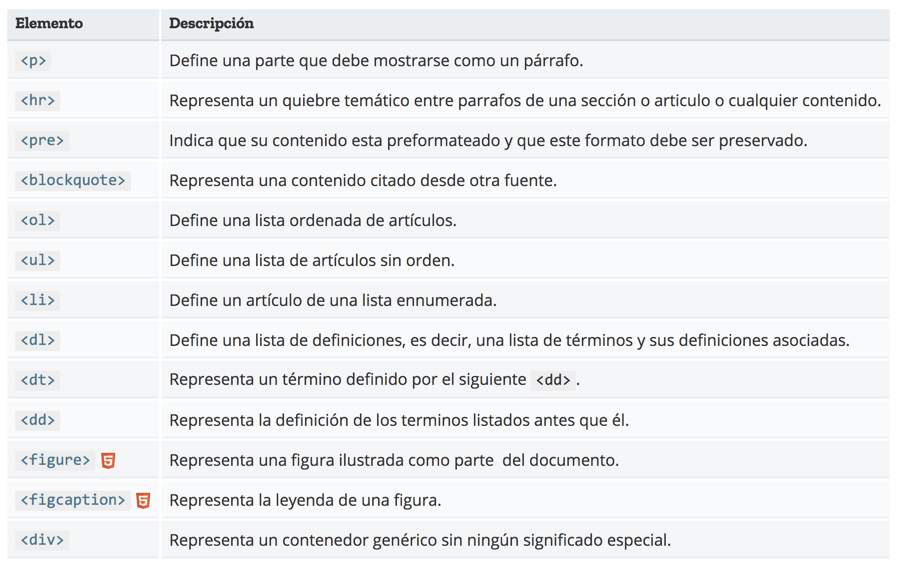 Elemento Descripción
<p> Define una parte que debe mostrarse como un párrafo.
<hr> Representa un quiebre temático entre parrafos de una sección o articulo o cualquier contenido.
<pre> Indica que su contenido esta preformateado y que este formato debe ser preservado.
<blockquote> Representa una contenido citado desde otra fuente.
<ol> Define una lista ordenada de artículos.
<ul> Define una lista de artículos sin orden.
<li> Define un artículo de una lista ennumerada.
<dl> Define una lista de definiciones, es decir, una lista de términos y sus definiciones asociadas.
<dt> Representa un término definido por el siguiente <dd>.
<dd> Representa la definición de los terminos listados antes que él.
<figure> 5 Representa una figura ilustrada como parte del documento.
<figcaption> 5 Representa la leyenda de una figura.
<div> Representa un contenedor genérico sin ningún significado especial.